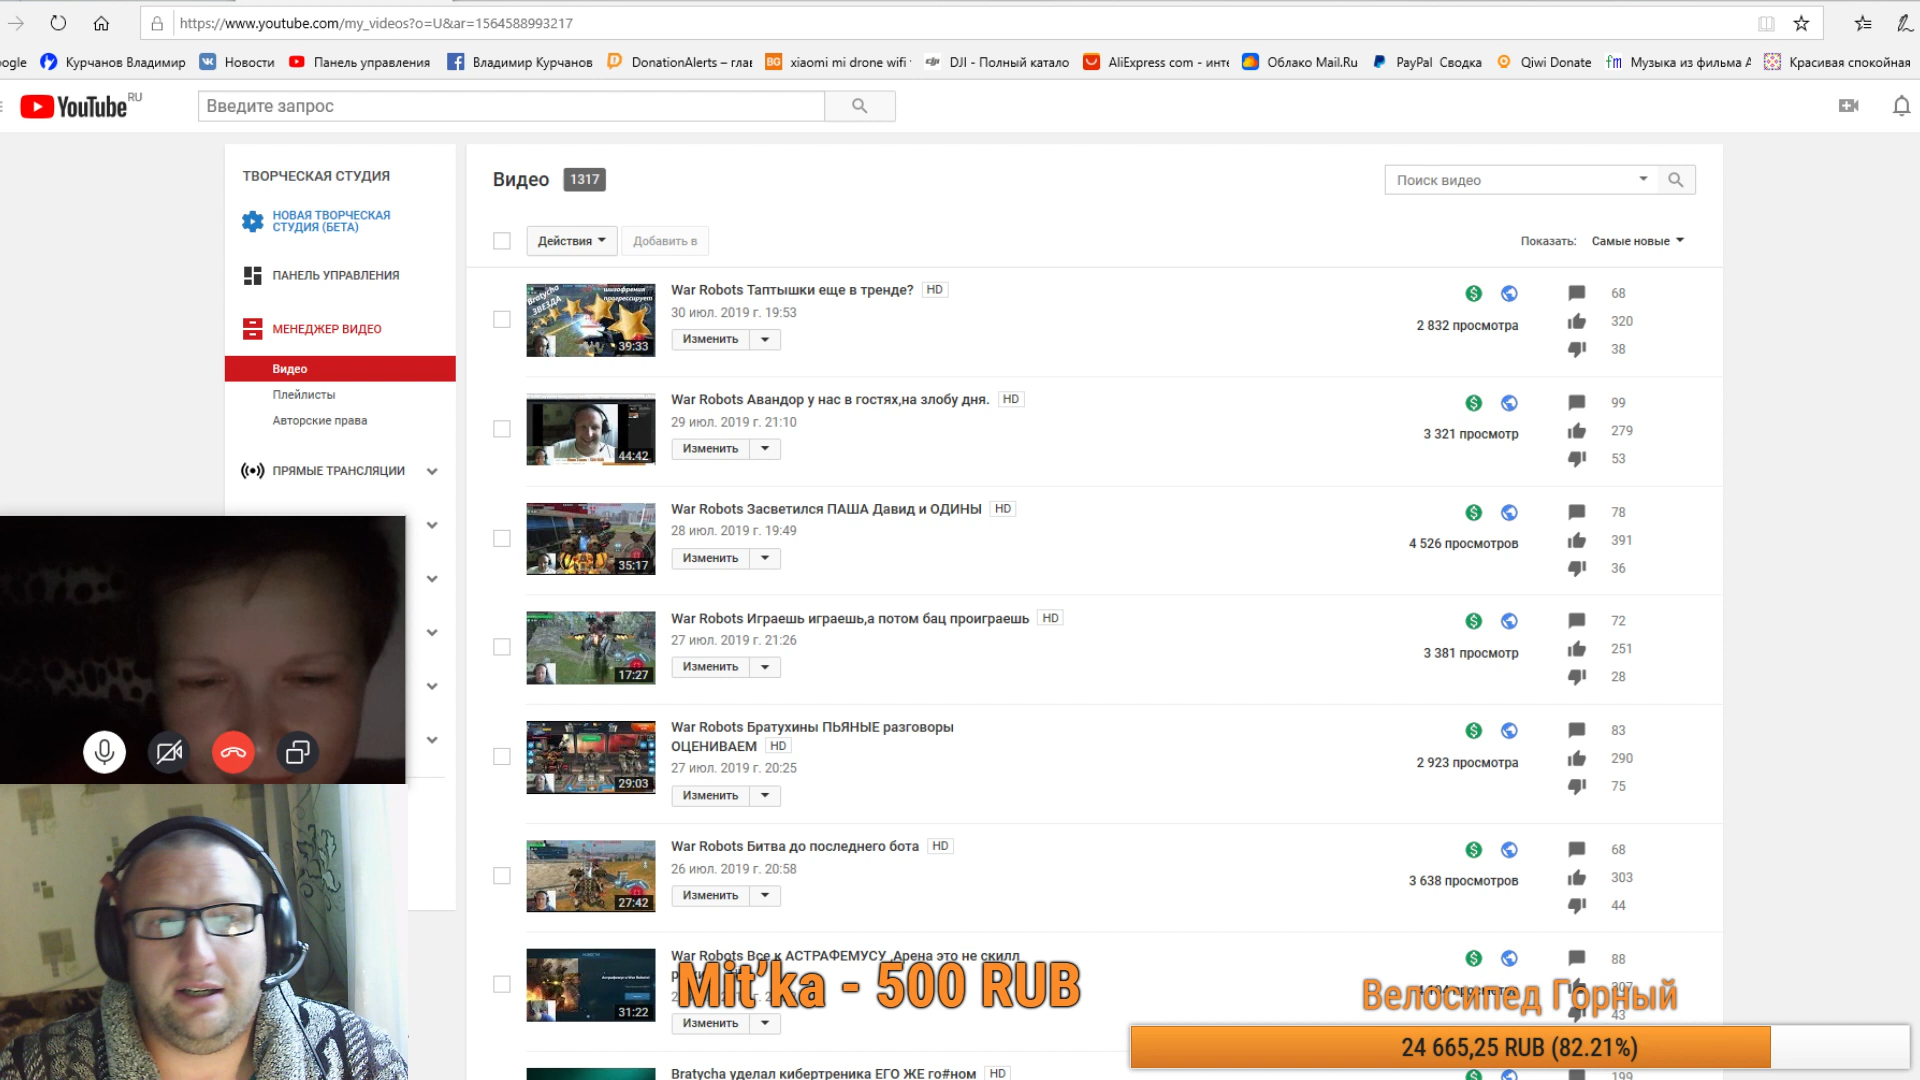 https://www.youtube.com/my_videos?o=U&ar=1564588993217
ogle Курчанов Владимир Новости Панель управления Владимир Курчанов DonationAlerts – глав xiaomi mi drone wifi DJI - Полный катало AliExpress com - инте Облако Mail.Ru PayPal Сводка Qiwi Donate Музыка из фильма А Красивая спокойная
YouTube RU
Введите запрос
ТВОРЧЕСКАЯ СТУДИЯ
НОВАЯ ТВОРЧЕСКАЯ
СТУДИЯ (БЕТА)
ПАНЕЛЬ УПРАВЛЕНИЯ
МЕНЕДЖЕР ВИДЕО
Видео
Плейлисты
Авторские права
ПРЯМЫЕ ТРАНСЛЯЦИИ
Видео 1317
Поиск видео
Действия Добавить в
Показать: Самые новые
War Robots Таптышки еще в тренде? HD
30 июл. 2019 г. 19:53
Изменить
39:33
2 832 просмотра
68
320
38
War Robots Авандор у нас в гостях,на злобу дня. HD
29 июл. 2019 г. 21:10
Изменить
44:42
3 321 просмотр
99
279
53
War Robots Засветился ПАША Давид и ОДИНЫ HD
28 июл. 2019 г. 19:49
Изменить
35:17
4 526 просмотров
78
391
36
War Robots Играешь играешь,а потом бац проиграешь HD
27 июл. 2019 г. 21:26
Изменить
17:27
3 381 просмотр
72
251
28
War Robots Братухины ПЬЯНЫЕ разговоры
ОЦЕНИВАЕМ HD
27 июл. 2019 г. 20:25
Изменить
29:03
2 923 просмотра
83
290
75
War Robots Битва до последнего бота HD
26 июл. 2019 г. 20:58
Изменить
27:42
3 638 просмотров
68
303
44
War Robots Все к АСТРАФЕМУСУ ,Арена это не скилл
Изменить
31:22
88
307
43
Mit'ka - 500 RUB
Велосипед Горный
24 665,25 RUB (82.21%)
Bratycha уделал кибертреника ЕГО ЖЕ го#ном HD
199